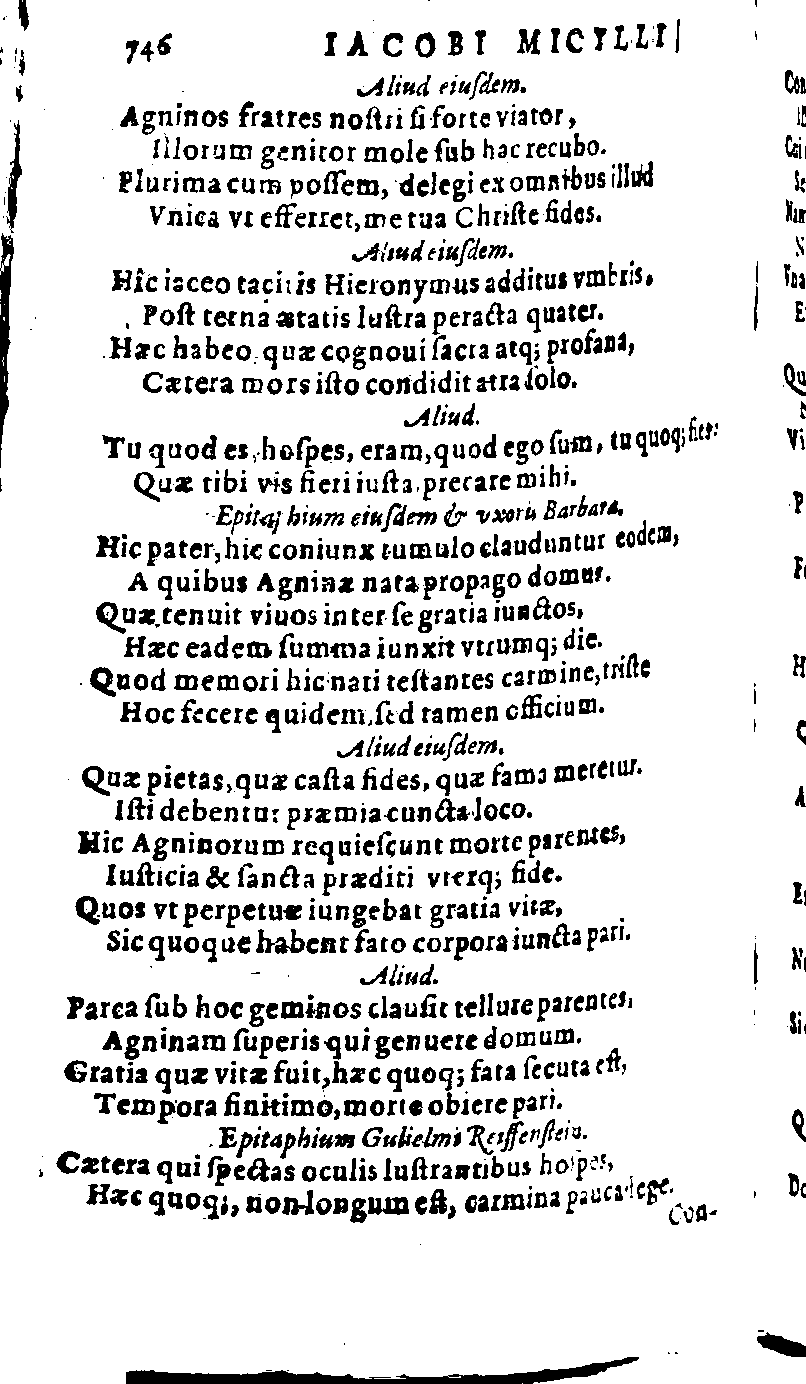 746 IACOBI MICYLLI
Aliud eiuſdem.
Agninos fratres noſtri ſi forte viator,
Illorum genitor mole ſub hac recubo.
Plurima cum poſſem, delegi ex omnibus illud
Vnica vt efferret, me tua Chriſte fides.
Aliud eiuſdem.
Hîc iaceo tacitis Hieronymus additus vmbris,
Poſt terna ætatis luſtra peracta quater.
Hæc habeo quæ cognoui ſacra atq; profana,
Cætera mors iſto condidit atra ſolo.
Aliud.
Tu quod es, hoſpes, eram, quod ego ſum, tu quoq; fies:
Quæ tibi vis fieri iuſta precare mihi.
Epitaphium eiuſdem & vxoris Barbaræ.
Hic pater, hic coniunx tumulo clauduntur eodem,
A quibus Agninæ nata propago domus.
Quæ tenuit viuos inter ſe gratia iunctos,
Hæc eadem ſumma iunxit vtrumq; die.
Quod memori hic nati teſtantes carmine, triſte
Hoc fecere quidem, ſed tamen officium.
Aliud eiuſdem.
Quæ pietas, quæ caſta fides, quæ fama meretur.
Iſti debentur præmia cuncta loco.
Hic Agninorum requieſcunt morte parentes,
Iuſticia & ſancta præditi vterq; fide.
Quos vt perpetuæ iungebat gratia vitæ,
Sic quoque habent fato corpora iuncta pari.
Aliud.
Parca ſub hoc geminos clauſit tellure parentes,
Agninam ſuperis qui genuere domum.
Gratia quæ vitæ fuit, hæc quoq; fata ſecuta eſt,
Tempora finitimo, morte obiere pari.
Epitaphium Gulielmi Reiffenſtein.
Cætera qui ſpectas oculis luſtrantibus hoſpes,
Hæc quoq;, non longum eſt, carmina pauca lege.
Con-